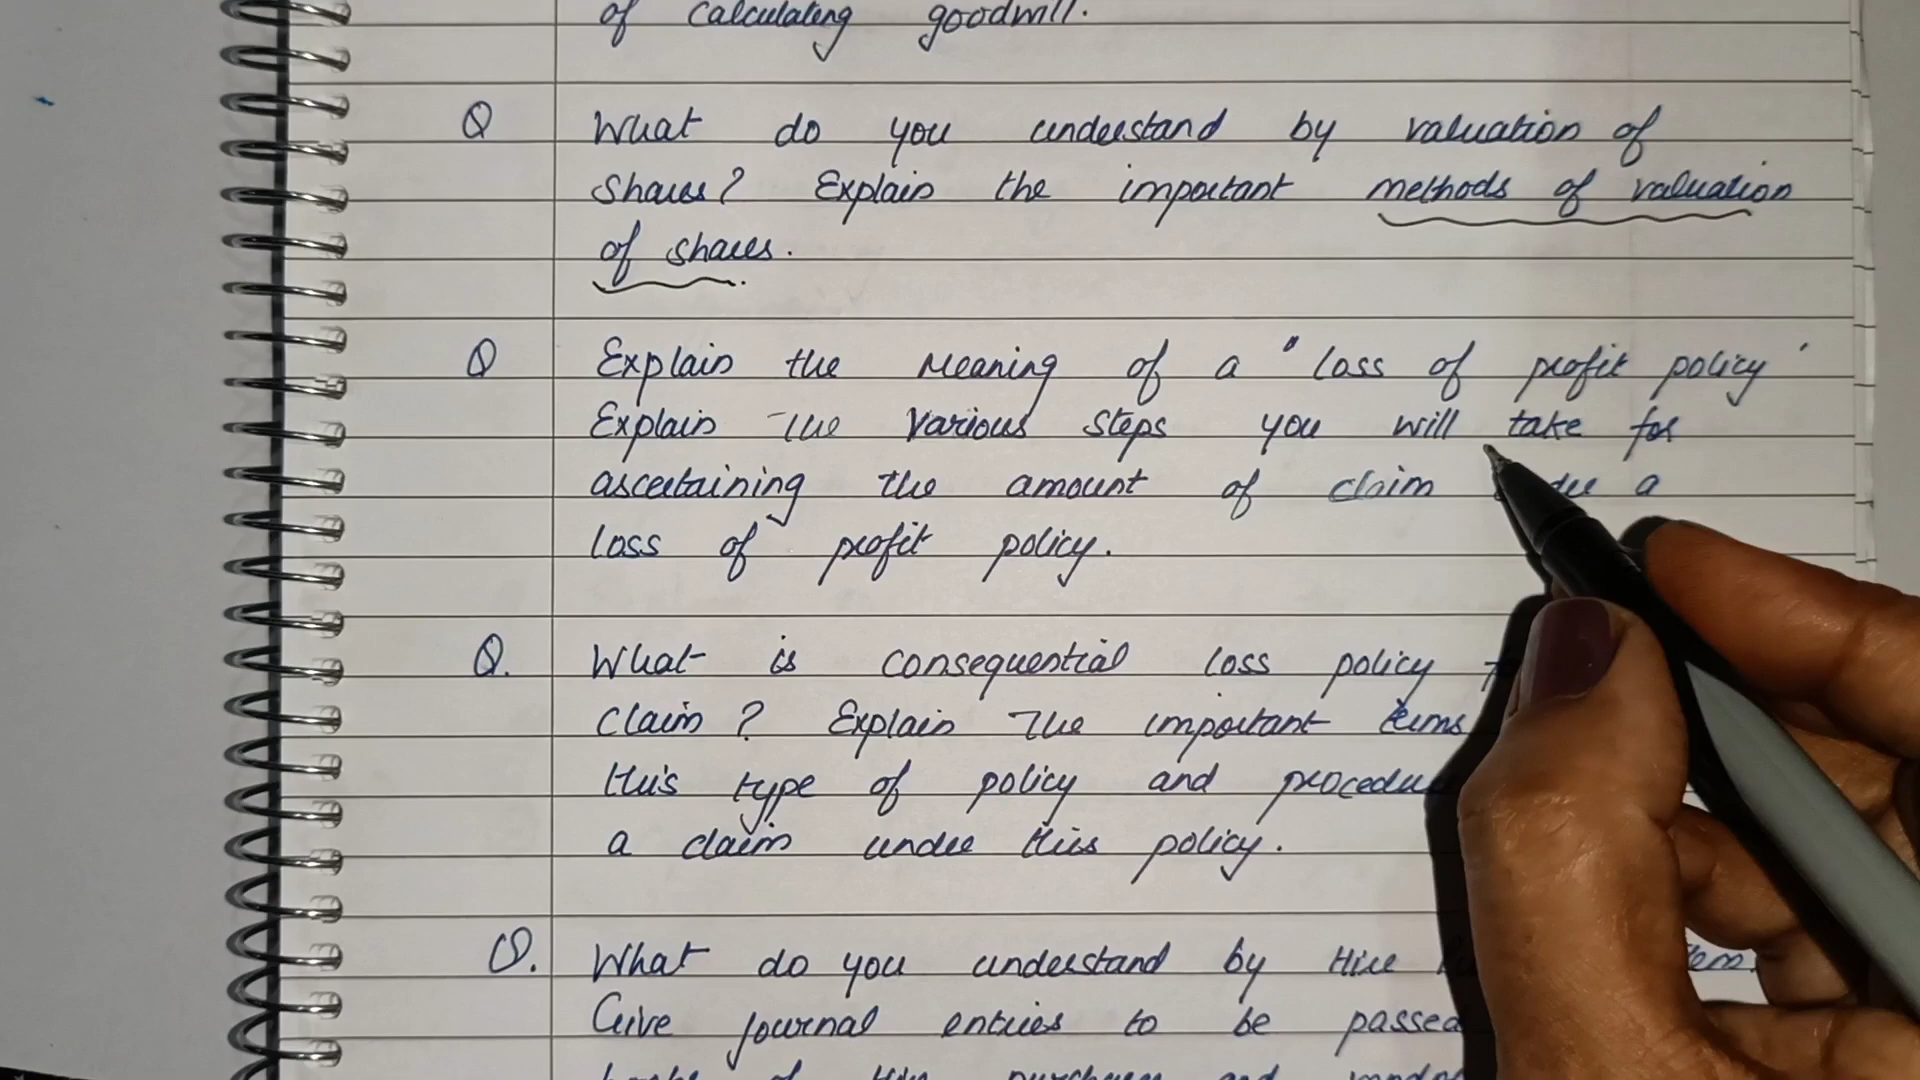 of calculating goodwill.
Q What do you understand by valuation of
shares? Explain the important methods of valuation
of shares.
Q Explain the Meaning of a "loss of profit policy'
Explain The Various Steps you will take for
ascertaining the amount of claim a
loss of profit policy.
Q. What is consequential loss policy
claim? Explain The important terms
this type of policy and
a claim under this policy.
Q. What do you understand by Hire
Give Journal entries to be passed